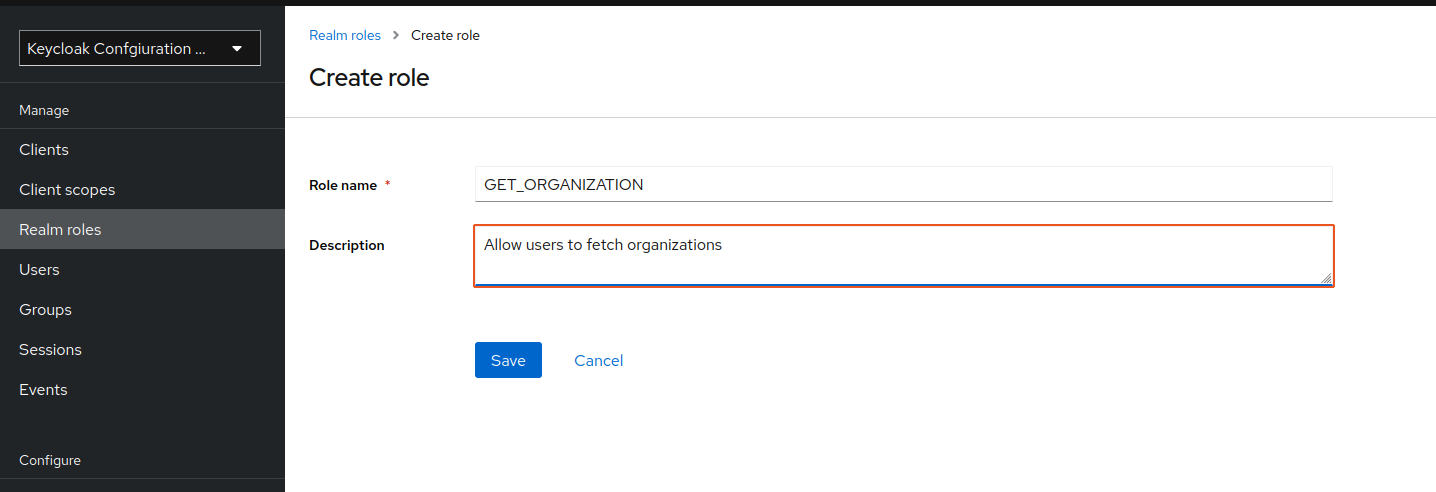 Keycloak Confgiuration ...
Manage
Clients
Client scopes
Realm roles
Users
Groups
Sessions
Events
Configure
Realm roles > Create role
Create role
Role name *
GET_ORGANIZATION
Description
Allow users to fetch organizations
Save
Cancel